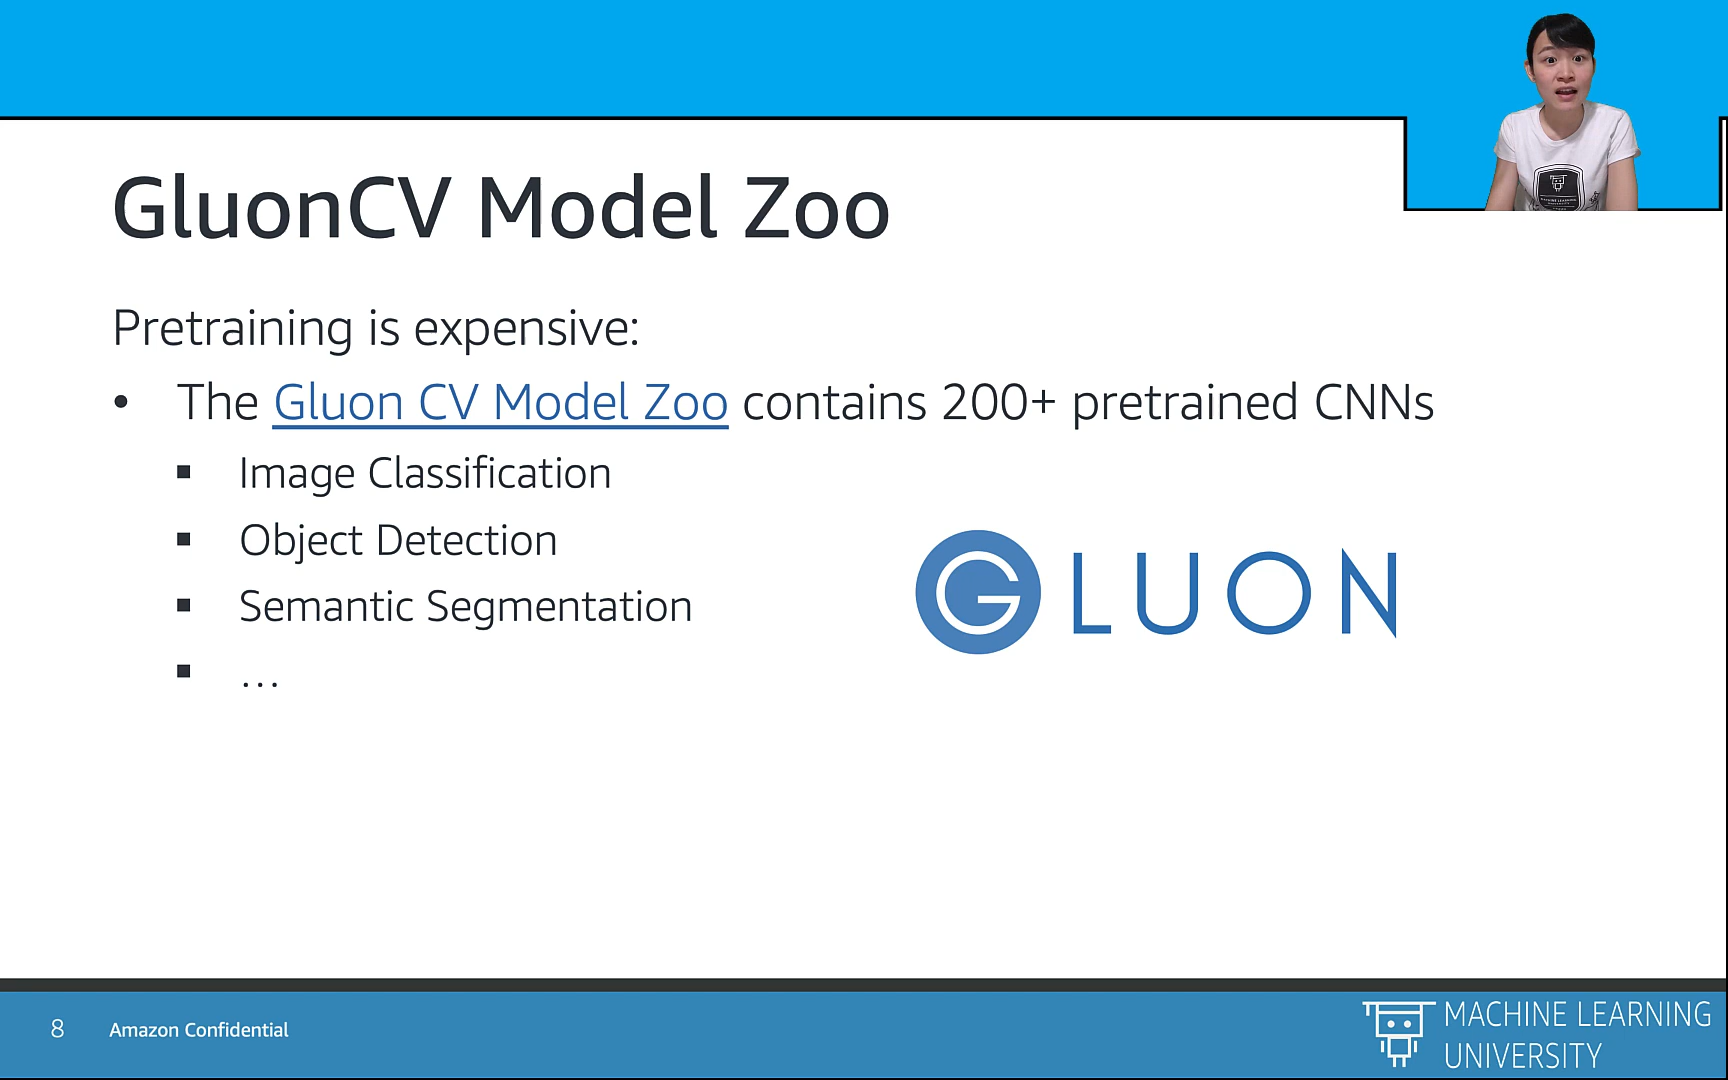 GluonCV Model Zoo
Pretraining is expensive:
• The Gluon CV Model Zoo contains 200+ pretrained CNNs
▪ Image Classification
▪ Object Detection
▪ Semantic Segmentation
▪ ...
GLUON
8 Amazon Confidential
MACHINE LEARNING
UNIVERSITY